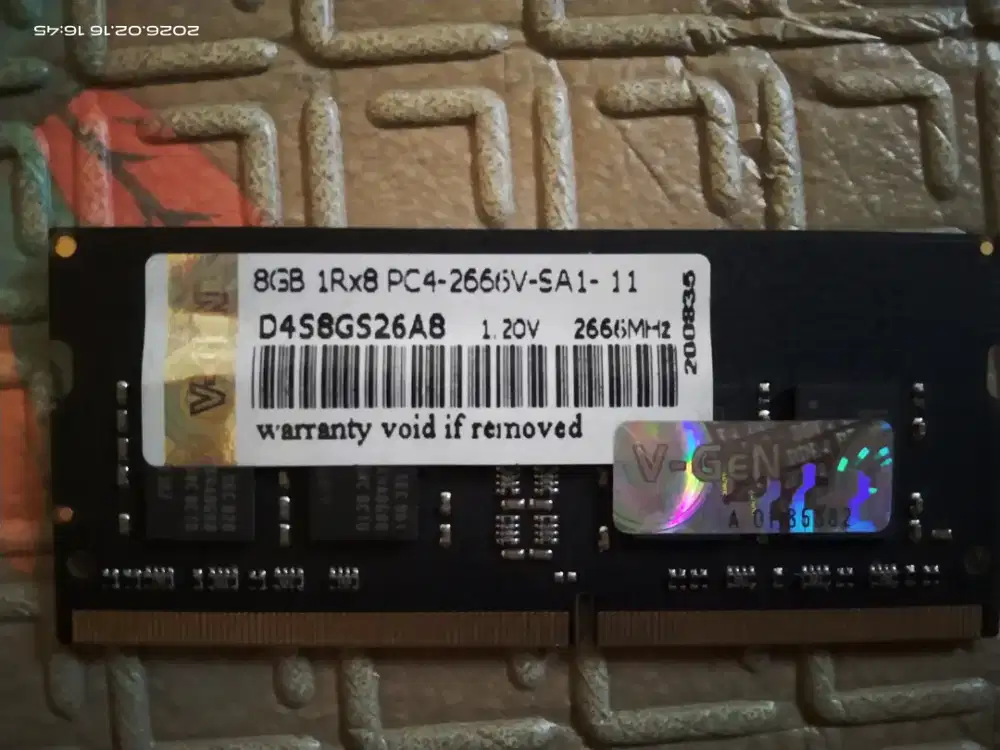 2026.02.16 16:45
8GB 1Rx8 PC4-2666V-SA1- 11
D4S8GS26A8 1.20V 2666MHz
200835
warranty void if removed
V-GeN